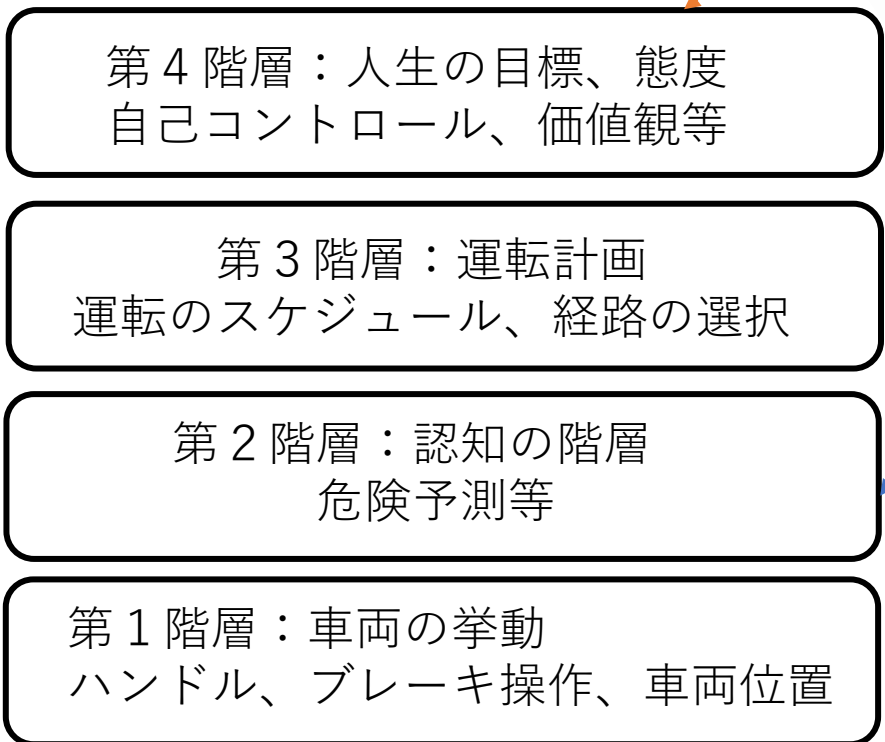 第４階層：人生の目標、態度
自己コントロール、価値観等
第３階層：運転計画
運転のスケジュール、経路の選択
第２階層：認知の階層
危険予測等
第１階層：車両の挙動
ハンドル、ブレーキ操作、車両位置